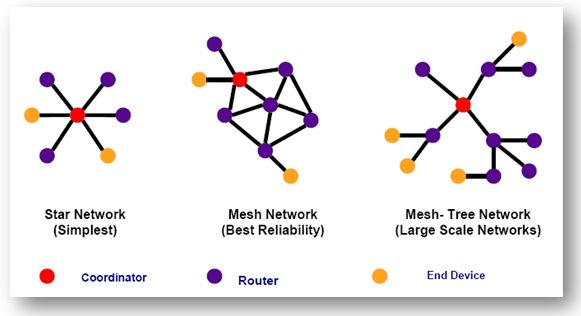 Star Network
(Simplest)
Mesh Network
(Best Reliability)
Mesh- Tree Network
(Large Scale Networks)
Coordinator
Router
End Device